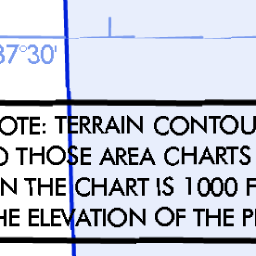 37°30'
OTE: TERRAIN CONTOU
THOSE AREA CHARTS
N THE CHART IS 1000 F
HE ELEVATION OF THE P